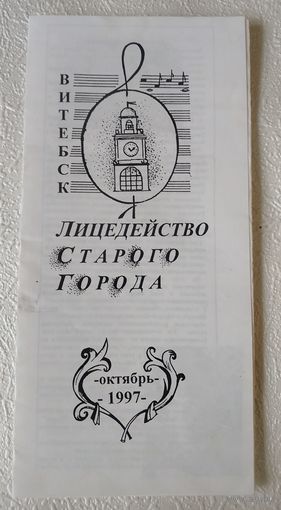 ВИТЕБСК
ЛИЦЕДЕЙСТВО
СТАРОГО
ГОРОДА
-октябрь-
- 1997-